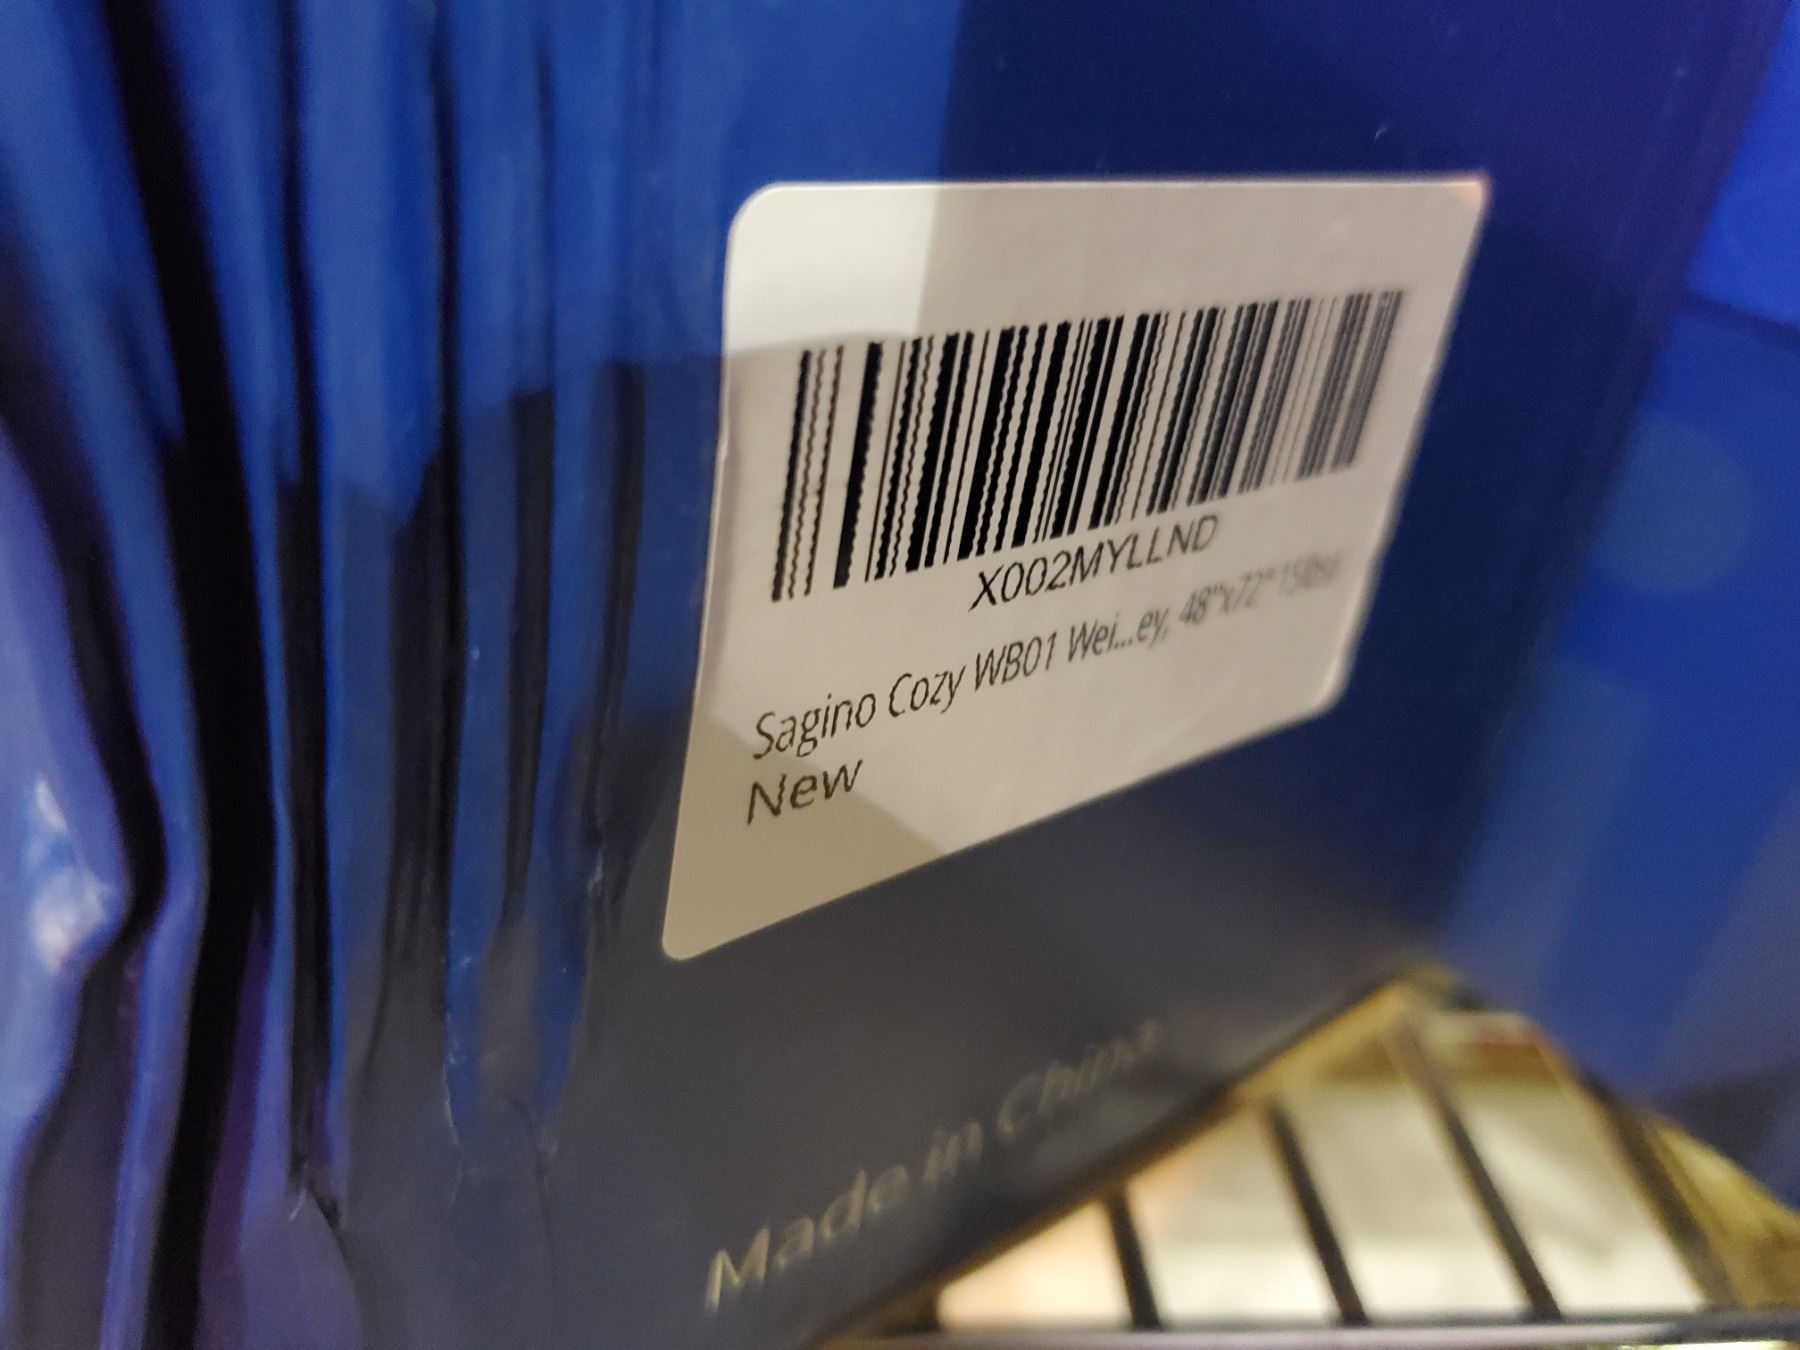 X002MYLLND
Sagino Cozy WB01 Wei...ey, 48"x72" 15lbs
New
Made in China